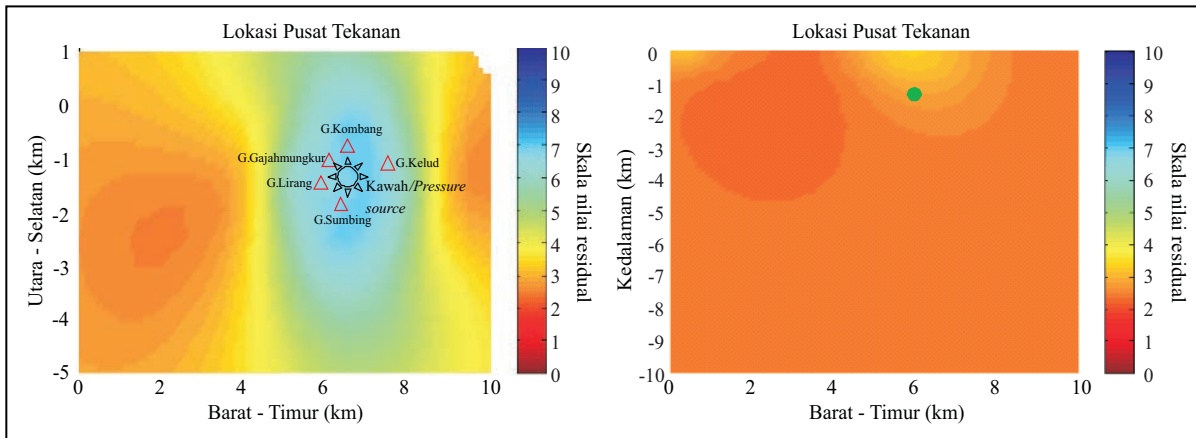 Lokasi Pusat Tekanan
1
0
-1
-2
-3
-4
-5
Utara - Selatan (km)
G.Kombang
G.Gajahmungkur
G.Kelud
G.Lirang
Kawah/Pressure
source
G.Sumbing
0 2 4 6 8 10
Barat - Timur (km)
10
9
8
7
6
5
4
3
2
1
0
Skala nilai residual
Lokasi Pusat Tekanan
0
-1
-2
-3
-4
-5
-6
-7
-8
-9
-10
Kedalaman (km)
0 2 4 6 8 10
Barat - Timur (km)
10
9
8
7
6
5
4
3
2
1
0
Skala nilai residual